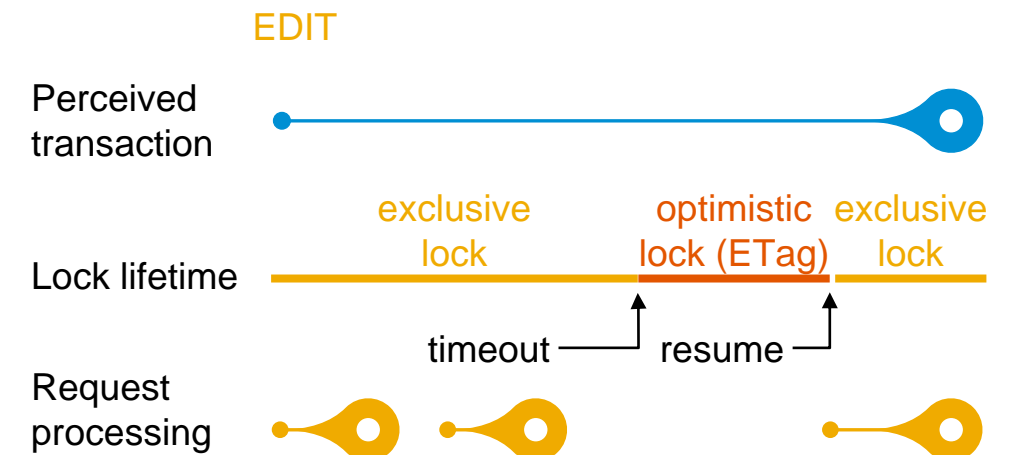 EDIT
Perceived
transaction
exclusive
lock
optimistic
lock (ETag)
exclusive
lock
Lock lifetime
timeout
resume
Request
processing